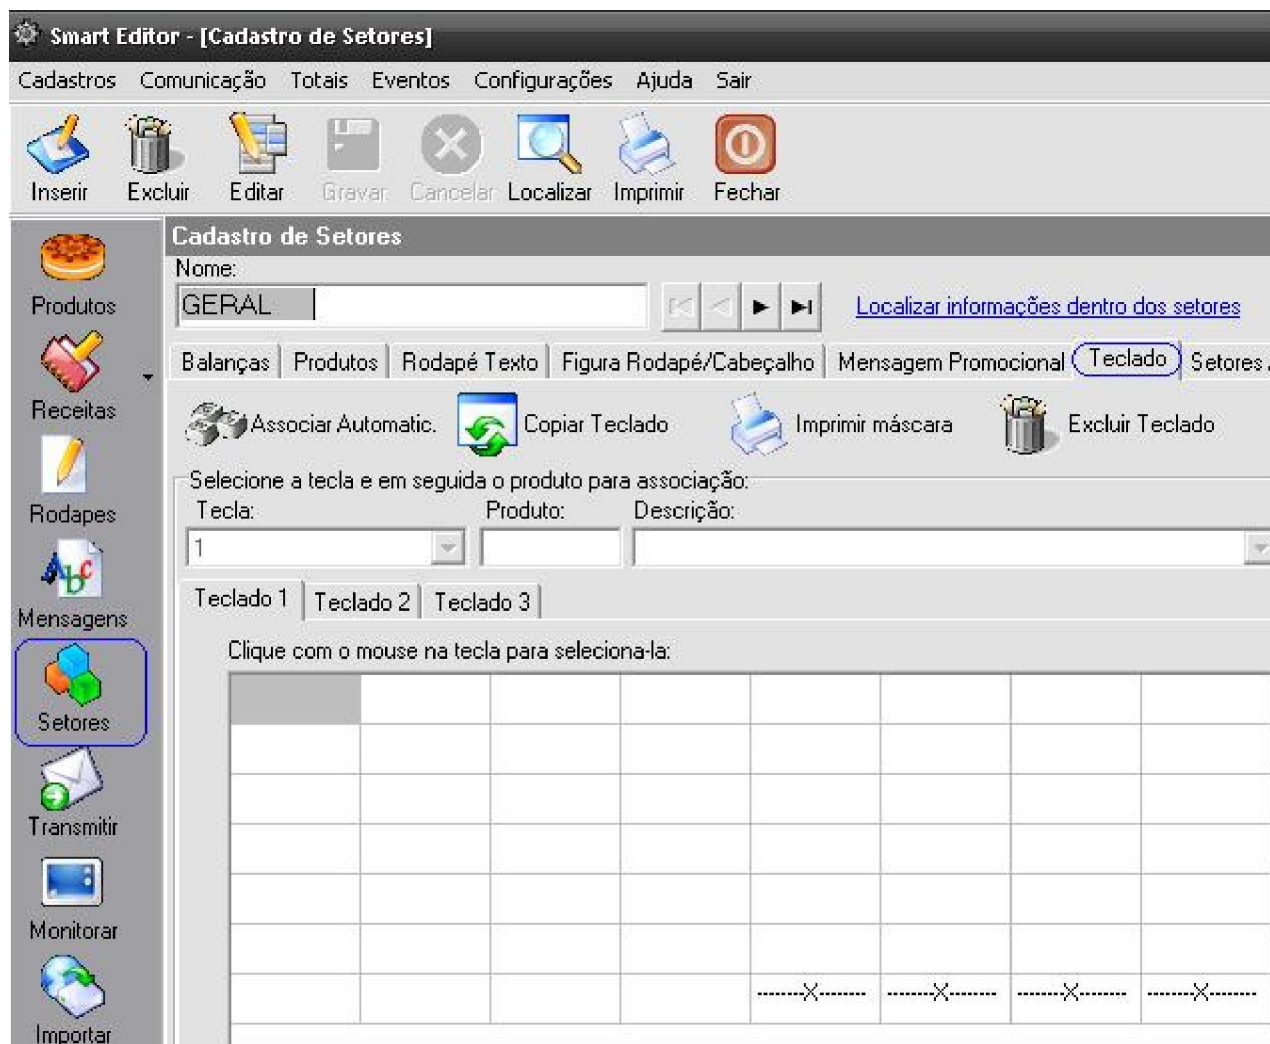 Smart Editor - [Cadastro de Setores]
Cadastros Comunicação Totais Eventos Configurações Ajuda Sair
Inserir Excluir Editar Gravar Cancelar Localizar Imprimir Fechar
Cadastro de Setores
Nome:
GERAL
Localizar informações dentro dos setores
Balanças Produtos Rodapé Texto Figura Rodapé/Cabeçalho Mensagem Promocional Teclado Setores
Associar Automatic. Copiar Teclado Imprimir máscara Excluir Teclado
Selecione a tecla e em seguida o produto para associação:
Tecla: Produto: Descrição:
1
Teclado 1 Teclado 2 Teclado 3
Clique com o mouse na tecla para seleciona-la:
-------X------- -------X------- -------X------- -------X-------
Produtos
Receitas
Rodapes
Abc
Mensagens
Setores
Transmitir
Monitorar
Importar